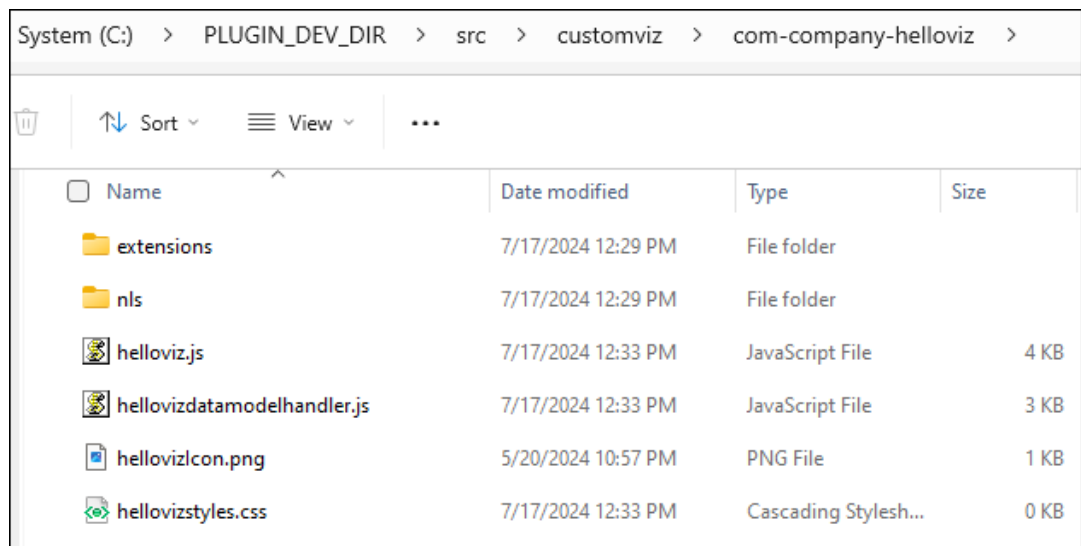 System (C:) > PLUGIN_DEV_DIR > src > customviz > com-company-helloviz >
Sort View ...
Name Date modified Type Size
extensions 7/17/2024 12:29 PM File folder
nls 7/17/2024 12:29 PM File folder
helloviz.js 7/17/2024 12:33 PM JavaScript File 4 KB
hellovizdatamodelhandler.js 7/17/2024 12:33 PM JavaScript File 3 KB
hellovizIcon.png 5/20/2024 10:57 PM PNG File 1 KB
hellovizstyles.css 7/17/2024 12:33 PM Cascading Stylesh... 0 KB